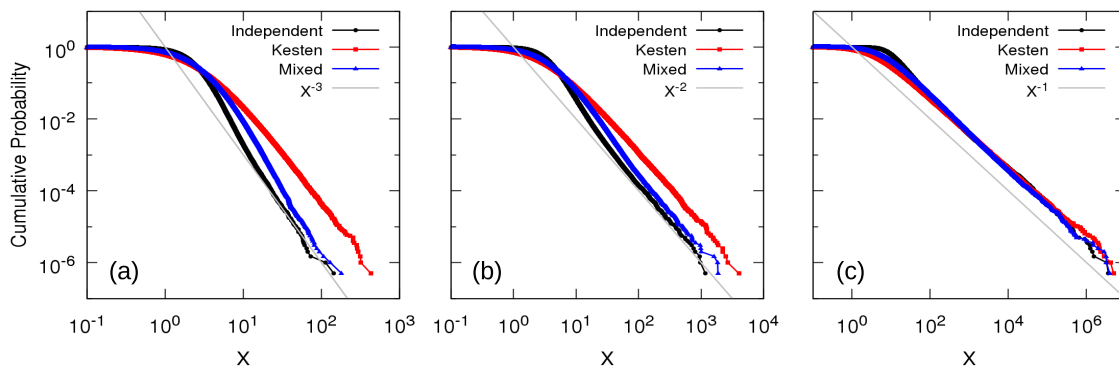 Cumulative Probability
10^0
10^-2
10^-4
10^-6
10^-1 10^0 10^1 10^2 10^3
X
(a)
Independent
Kesten
Mixed
X^-3
10^-1 10^0 10^1 10^2 10^3 10^4
X
(b)
Independent
Kesten
Mixed
X^-2
10^0 10^2 10^4 10^6
X
(c)
Independent
Kesten
Mixed
X^-1